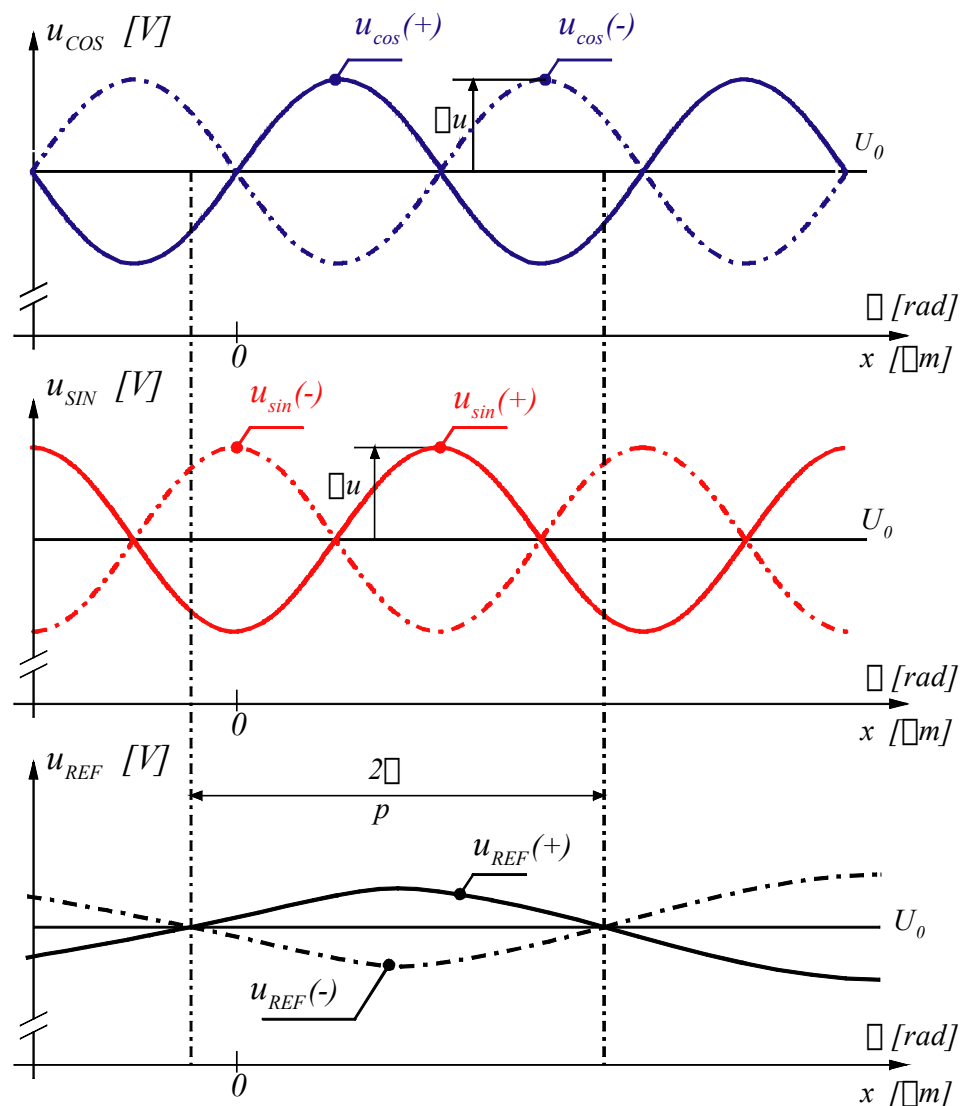 u_COS [V]
u_cos(+)
u_cos(-)
▯u
U_0
0
▯ [rad]
x [▯m]
u_SIN [V]
u_sin(-)
u_sin(+)
▯u
U_0
0
▯ [rad]
x [▯m]
u_REF [V]
2▯
p
u_REF(+)
U_0
u_REF(-)
0
▯ [rad]
x [▯m]